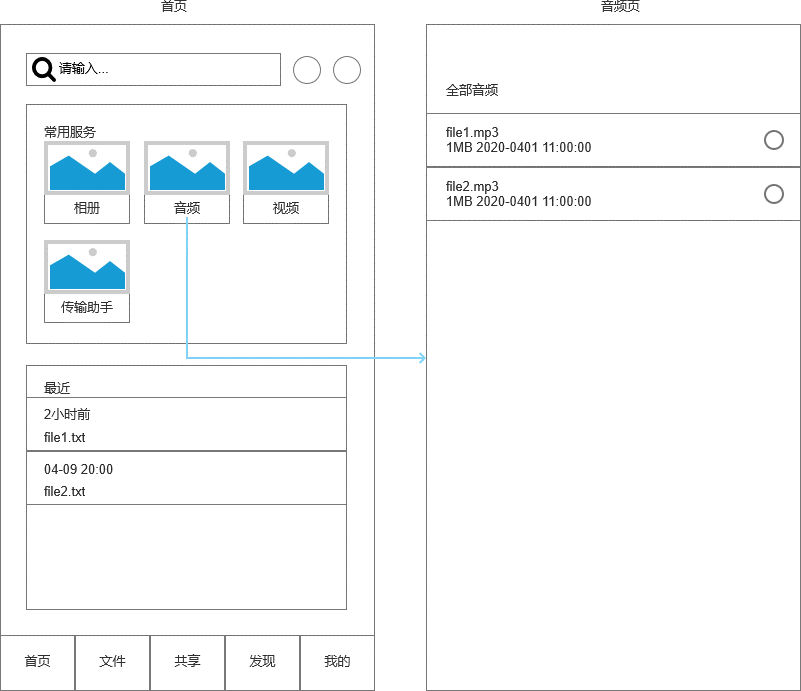 首页
请输入...
常用服务
相册
音频
视频
传输助手
最近
2小时前
file1.txt
04-09 20:00
file2.txt
首页
文件
共享
发现
我的
音频页
全部音频
file1.mp3
1MB 2020-0401 11:00:00
file2.mp3
1MB 2020-0401 11:00:00